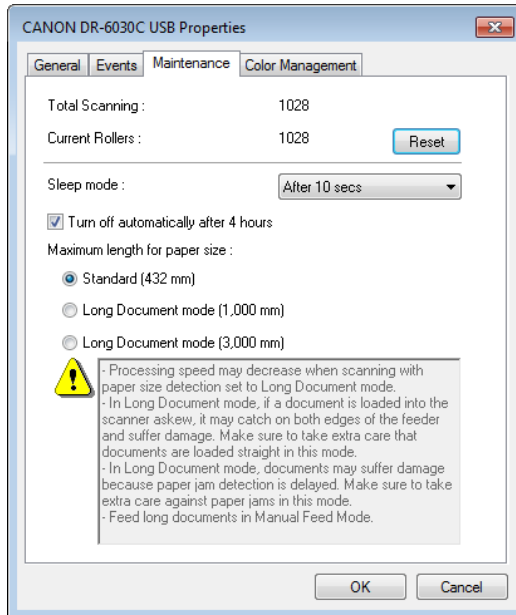 CANON DR-6030C USB Properties
General Events Maintenance Color Management
Total Scanning : 1028
Current Rollers : 1028 Reset
Sleep mode : After 10 secs
Turn off automatically after 4 hours
Maximum length for paper size :
Standard (432 mm)
Long Document mode (1,000 mm)
Long Document mode (3,000 mm)
- Processing speed may decrease when scanning with
paper size detection set to Long Document mode.
- In Long Document mode, if a document is loaded into the
scanner askew, it may catch on both edges of the feeder
and suffer damage. Make sure to take extra care that
documents are loaded straight in this mode.
- In Long Document mode, documents may suffer damage
because paper jam detection is delayed. Make sure to take
extra care against paper jams in this mode.
- Feed long documents in Manual Feed Mode.
OK Cancel